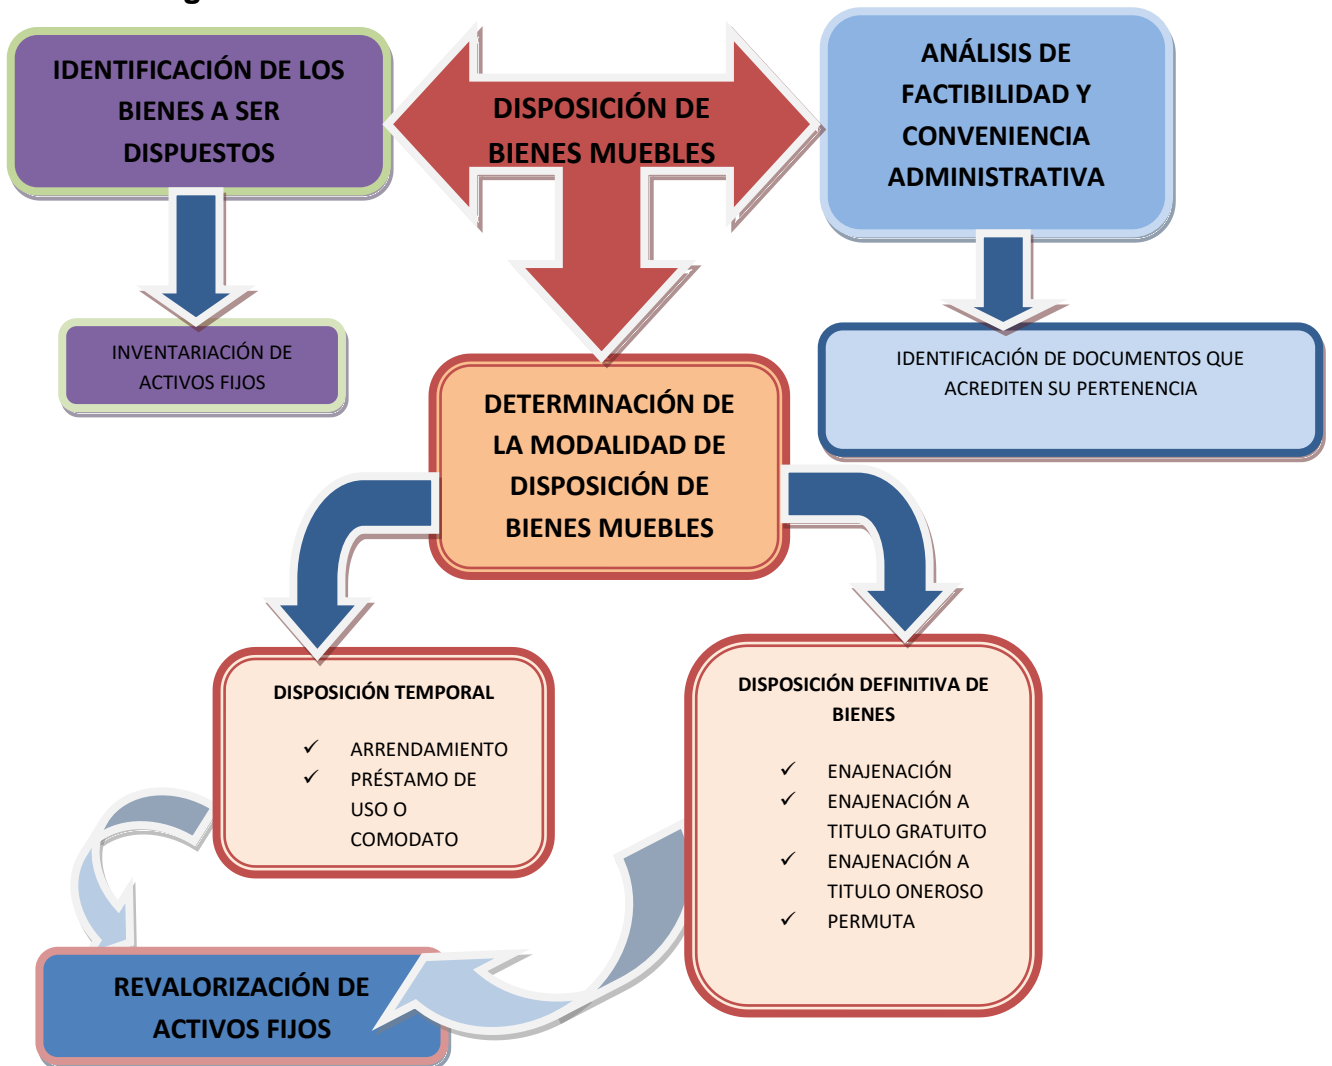 IDENTIFICACIÓN DE LOS
BIENES A SER
DISPUESTOS
DISPOSICIÓN DE
BIENES MUEBLES
ANÁLISIS DE
FACTIBILIDAD Y
CONVENIENCIA
ADMINISTRATIVA
INVENTARIACIÓN DE
ACTIVOS FIJOS
IDENTIFICACIÓN DE DOCUMENTOS QUE
ACREDITEN SU PERTENENCIA
DETERMINACIÓN DE
LA MODALIDAD DE
DISPOSICIÓN DE
BIENES MUEBLES
DISPOSICIÓN TEMPORAL
✓ ARRENDAMIENTO
✓ PRÉSTAMO DE
USO O
COMODATO
DISPOSICIÓN DEFINITIVA DE
BIENES
✓ ENAJENACIÓN
✓ ENAJENACIÓN A
TITULO GRATUITO
✓ ENAJENACIÓN A
TITULO ONEROSO
✓ PERMUTA
REVALORIZACIÓN DE
ACTIVOS FIJOS